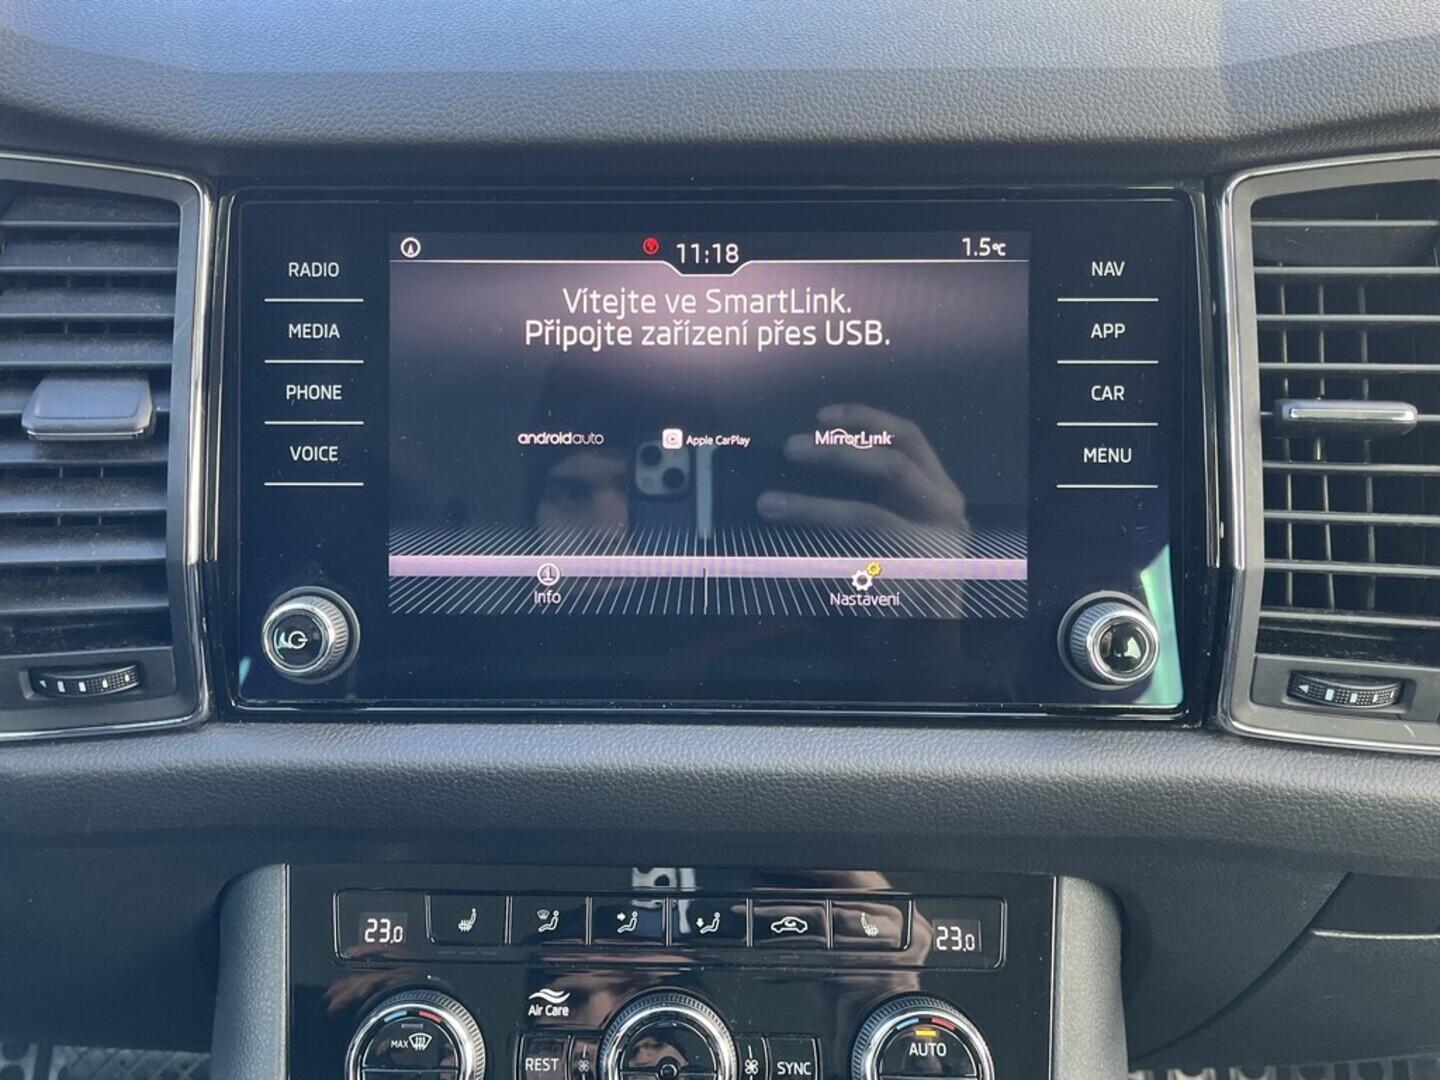 RADIO
MEDIA
PHONE
VOICE
11:18
1.5°C
Vítejte ve SmartLink.
Připojte zařízení přes USB.
androidauto
Apple CarPlay
MirrorLink
Info
Nastavení
NAV
APP
CAR
MENU
23.0
23.0
Air Care
MAX
REST
SYNC
AUTO